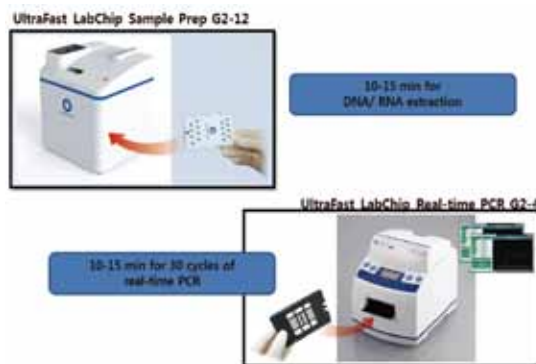 UltraFast LabChip Sample Prep G2-12
10-15 min for
DNA/ RNA extraction
UltraFast LabChip Real-time PCR G2-
10-15 min for 30 cycles of
real-time PCR